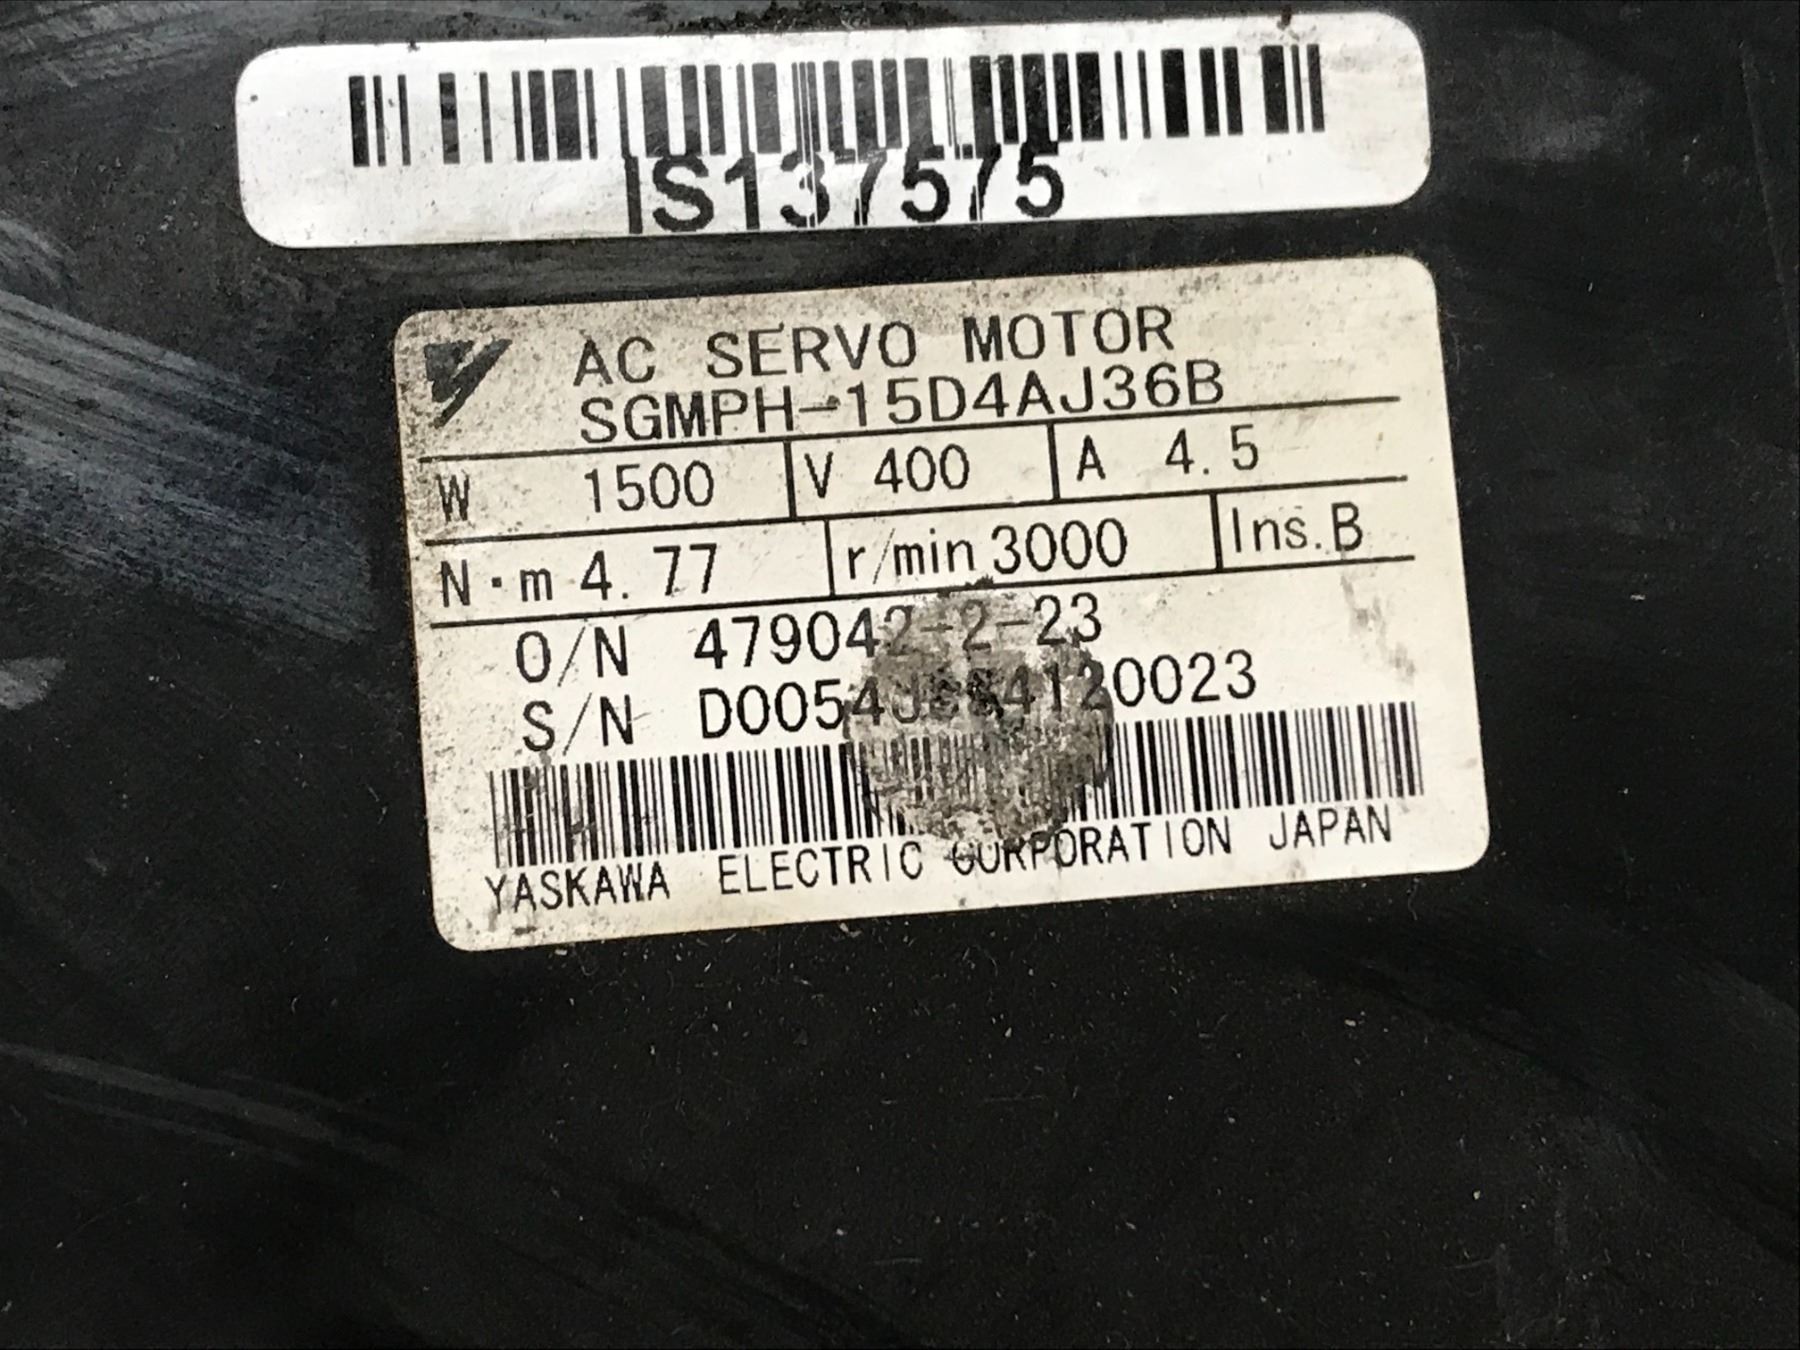 IS137575
AC SERVO MOTOR
SGMPH-15D4AJ36B
W 1500 V 400 A 4.5
N·m 4.77 r/min 3000 Ins.B
O/N 479042-2-23
S/N
YASKAWA ELECTRIC CORPORATION JAPAN